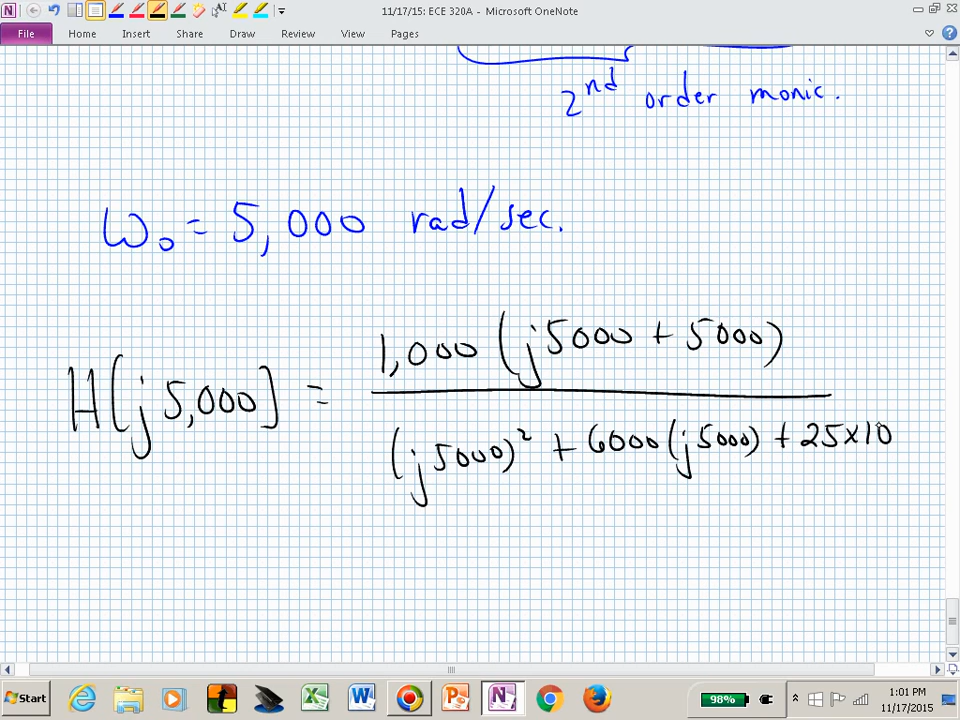 11/17/15: ECE 320A - Microsoft OneNote
File Home Insert Share Draw Review View Pages
2nd order monic.
ω₀ = 5,000 rad/sec.
H(j5,000) = 1,000 (j5000 + 5000)
(j5000)² + 6000(j5000) + 25x10
Start
98%
1:01 PM
11/17/2015